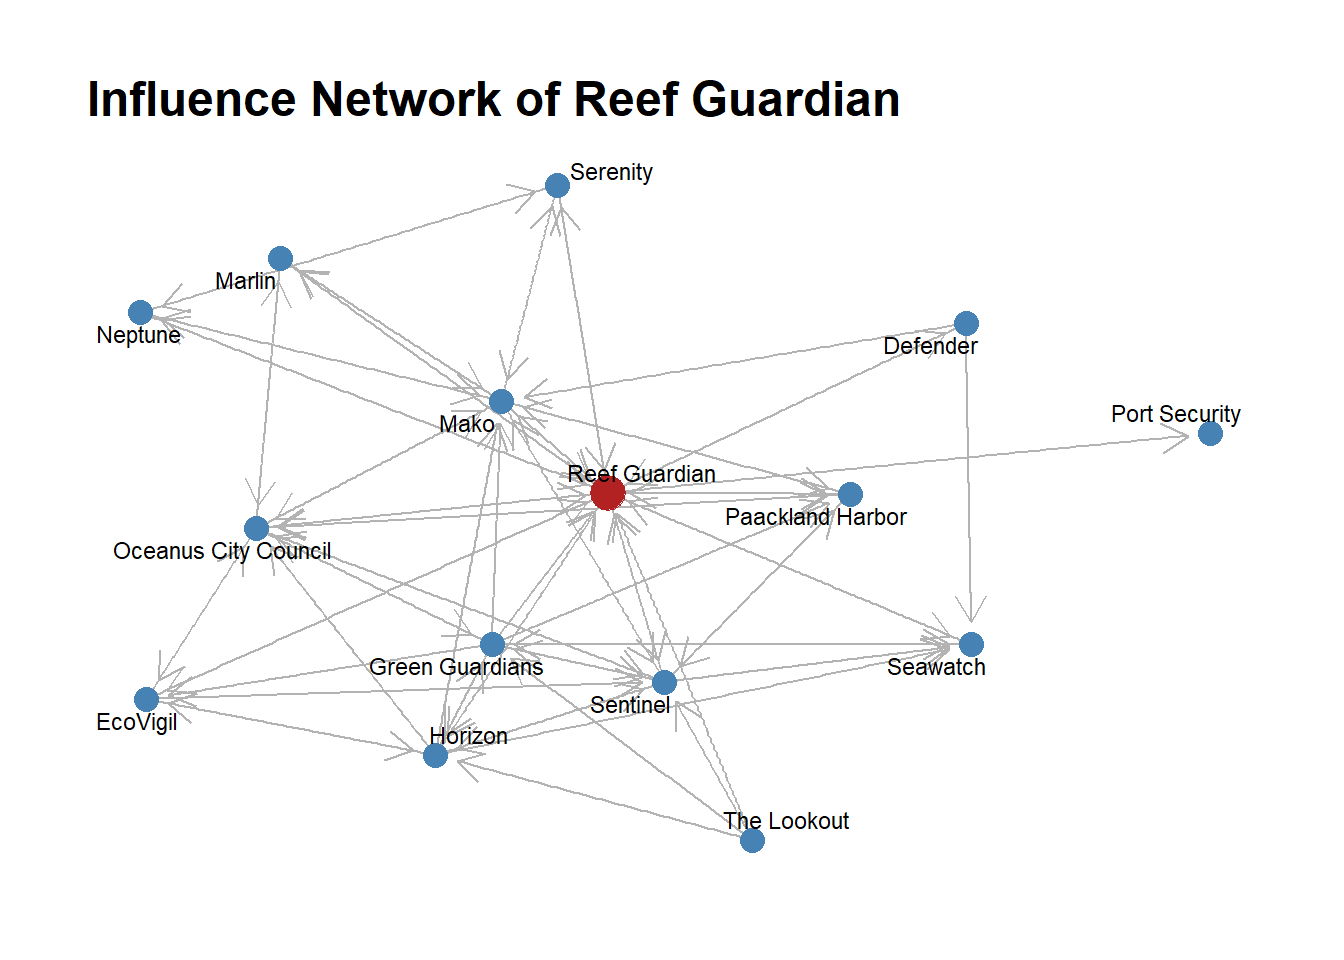 Influence Network of Reef Guardian
Serenity
Marlin
Neptune
Defender
Port Security
Mako
Reef Guardian
Paackland Harbor
Oceanus City Council
Green Guardians
Seawatch
Sentinel
EcoVigil
Horizon
The Lookout